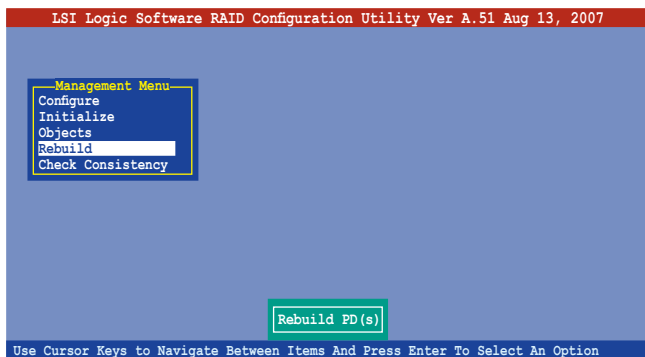 LSI Logic Software RAID Configuration Utility Ver A.51 Aug 13, 2007
Management Menu
Configure
Initialize
Objects
Rebuild
Check Consistency
Rebuild PD(s)
Use Cursor Keys to Navigate Between Items And Press Enter To Select An Option